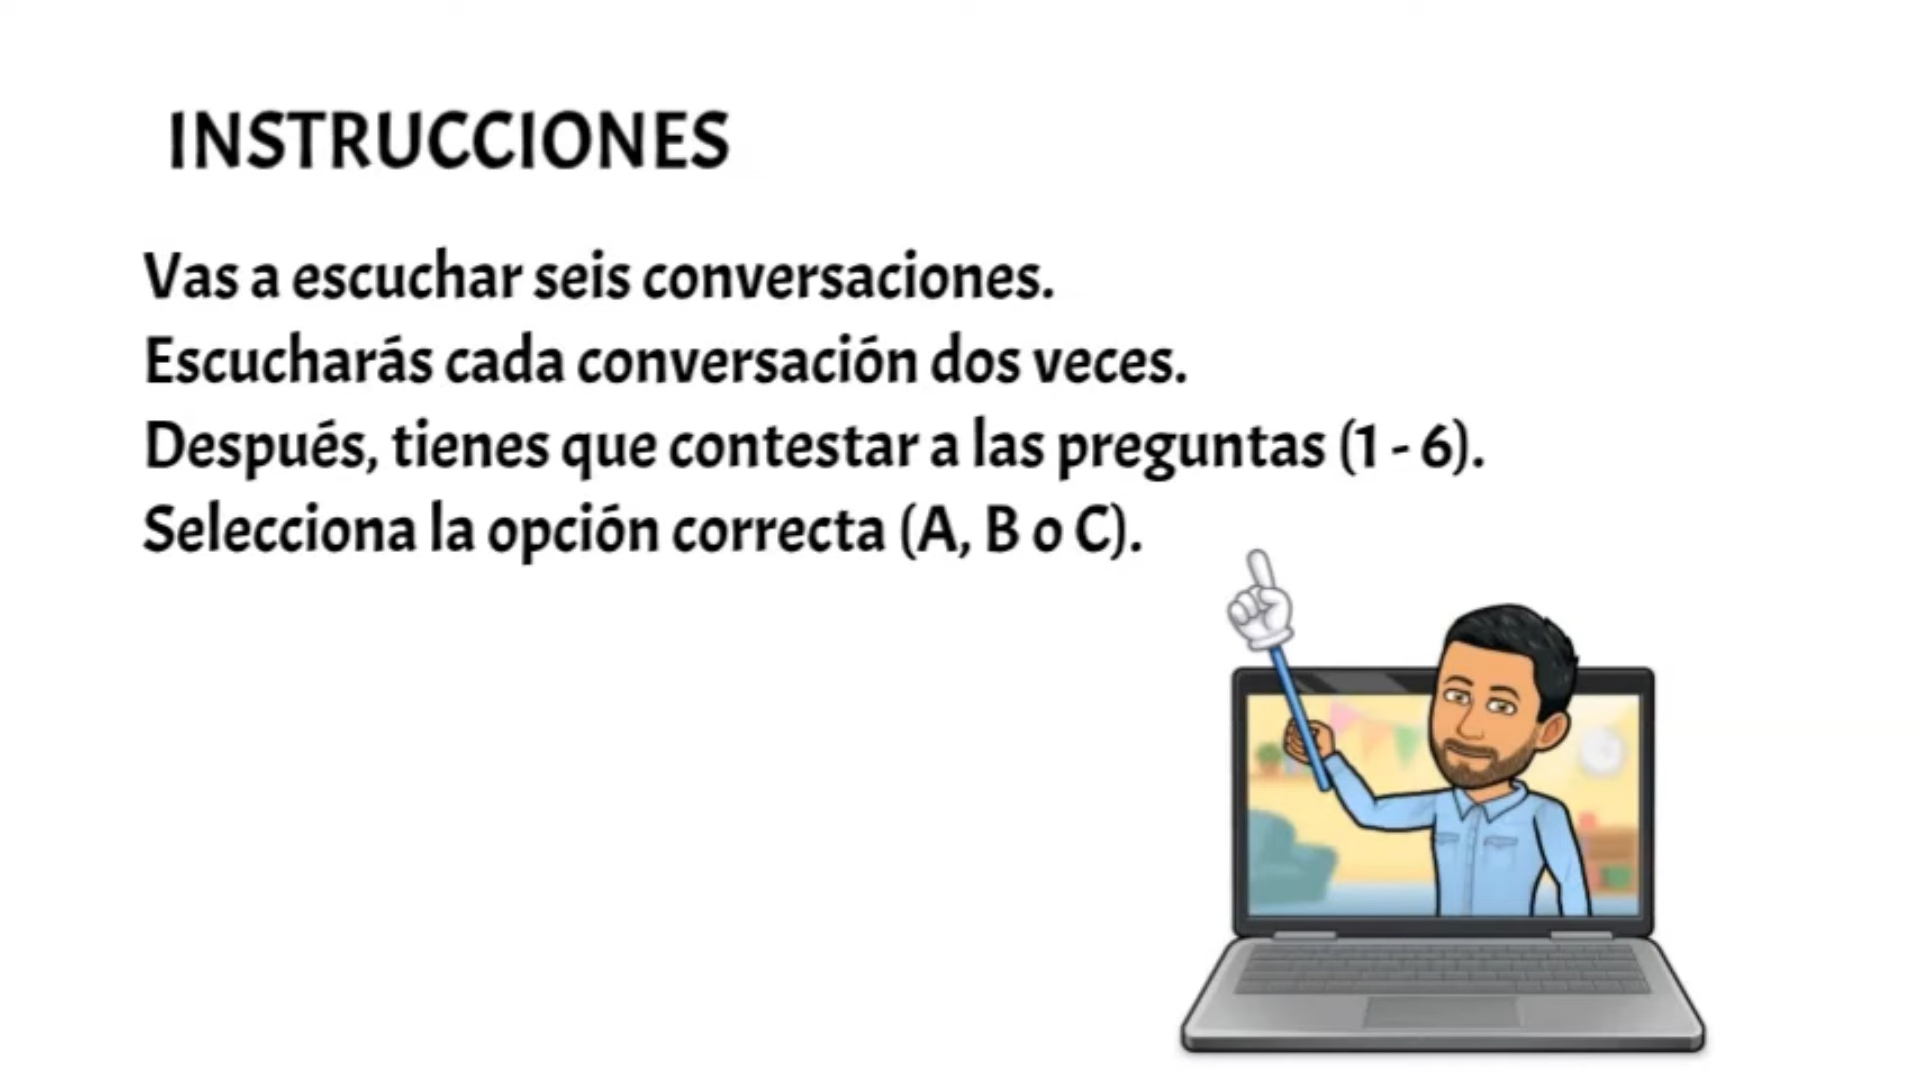 INSTRUCCIONES
Vas a escuchar seis conversaciones.
Escucharás cada conversación dos veces.
Después, tienes que contestar a las preguntas (1 - 6).
Selecciona la opción correcta (A, B o C).